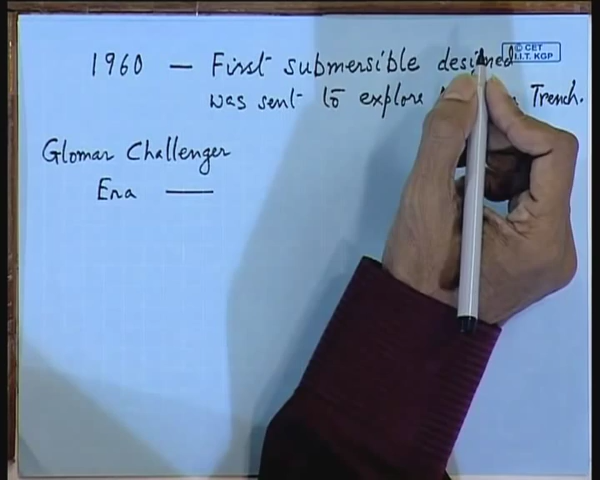 1960 — First submersible designed
© CET
I.I.T. KGP
was sent to explore Trench.
Glomar Challenger
Era —